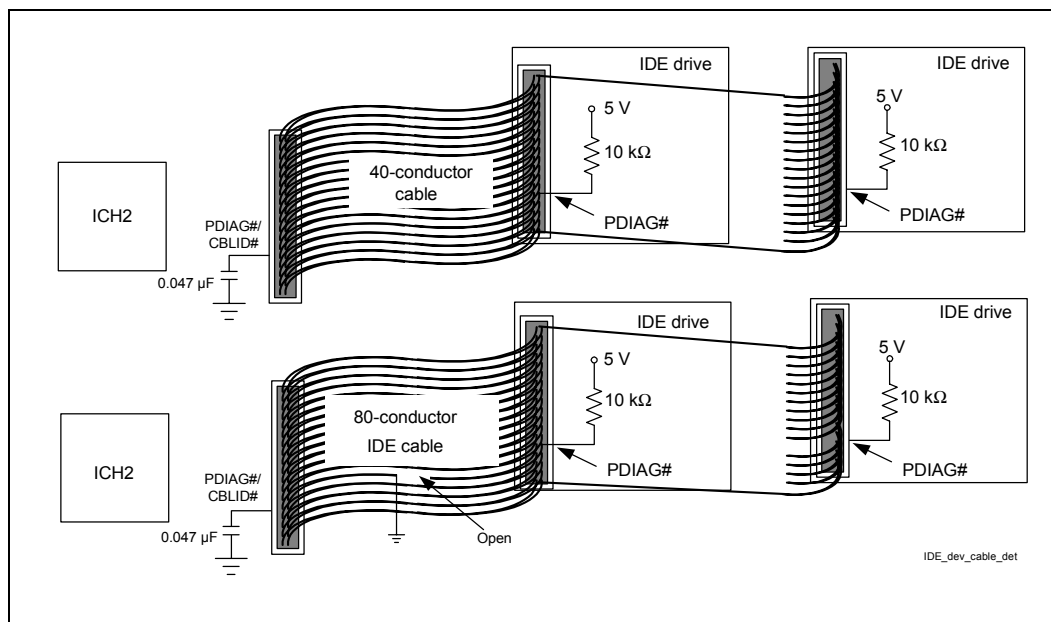 IDE drive
IDE drive
5 V
5 V
10 kΩ
10 kΩ
40-conductor
cable
ICH2
PDIAG#/
CBLID#
PDIAG#
PDIAG#
0.047 µF
IDE drive
IDE drive
5 V
5 V
10 kΩ
10 kΩ
80-conductor
IDE cable
ICH2
PDIAG#/
CBLID#
PDIAG#
PDIAG#
0.047 µF
Open
IDE_dev_cable_det